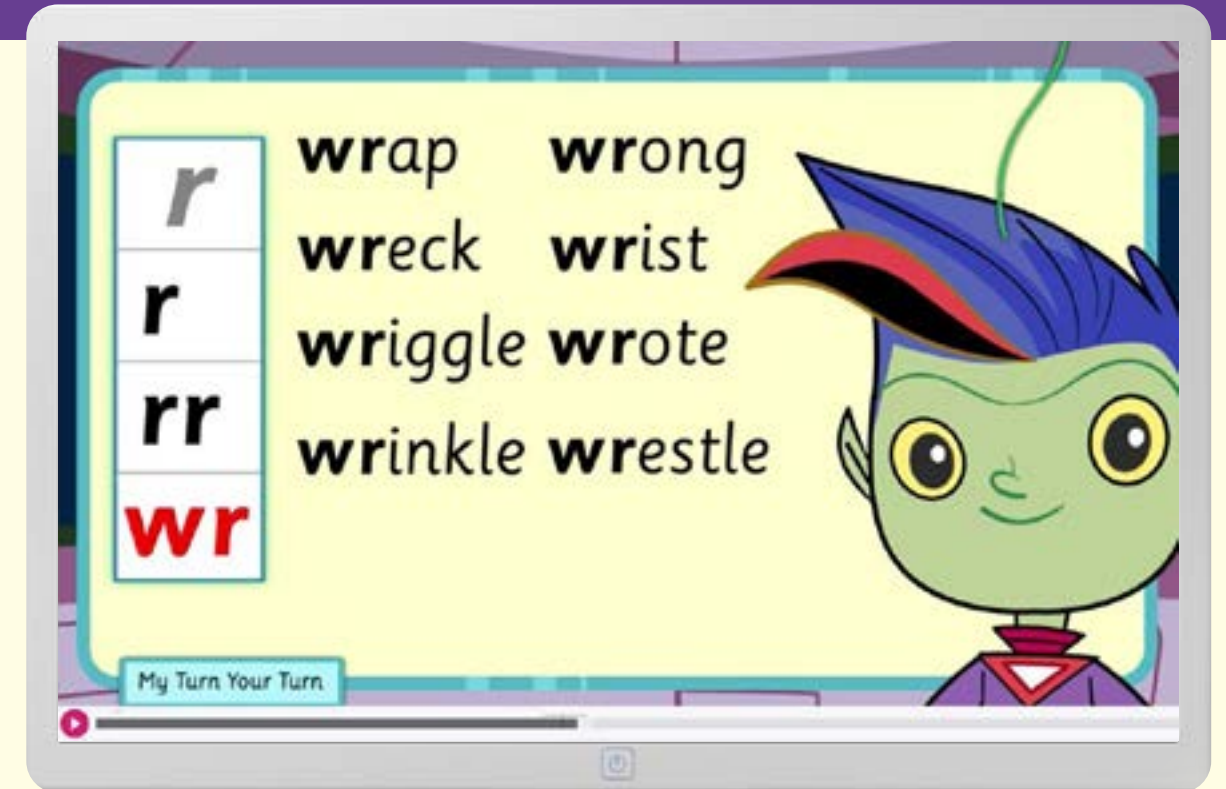 r
r
rr
wr
wrap wrong
wreck wrist
wriggle wrote
wrinkle wrestle
My Turn Your Turn